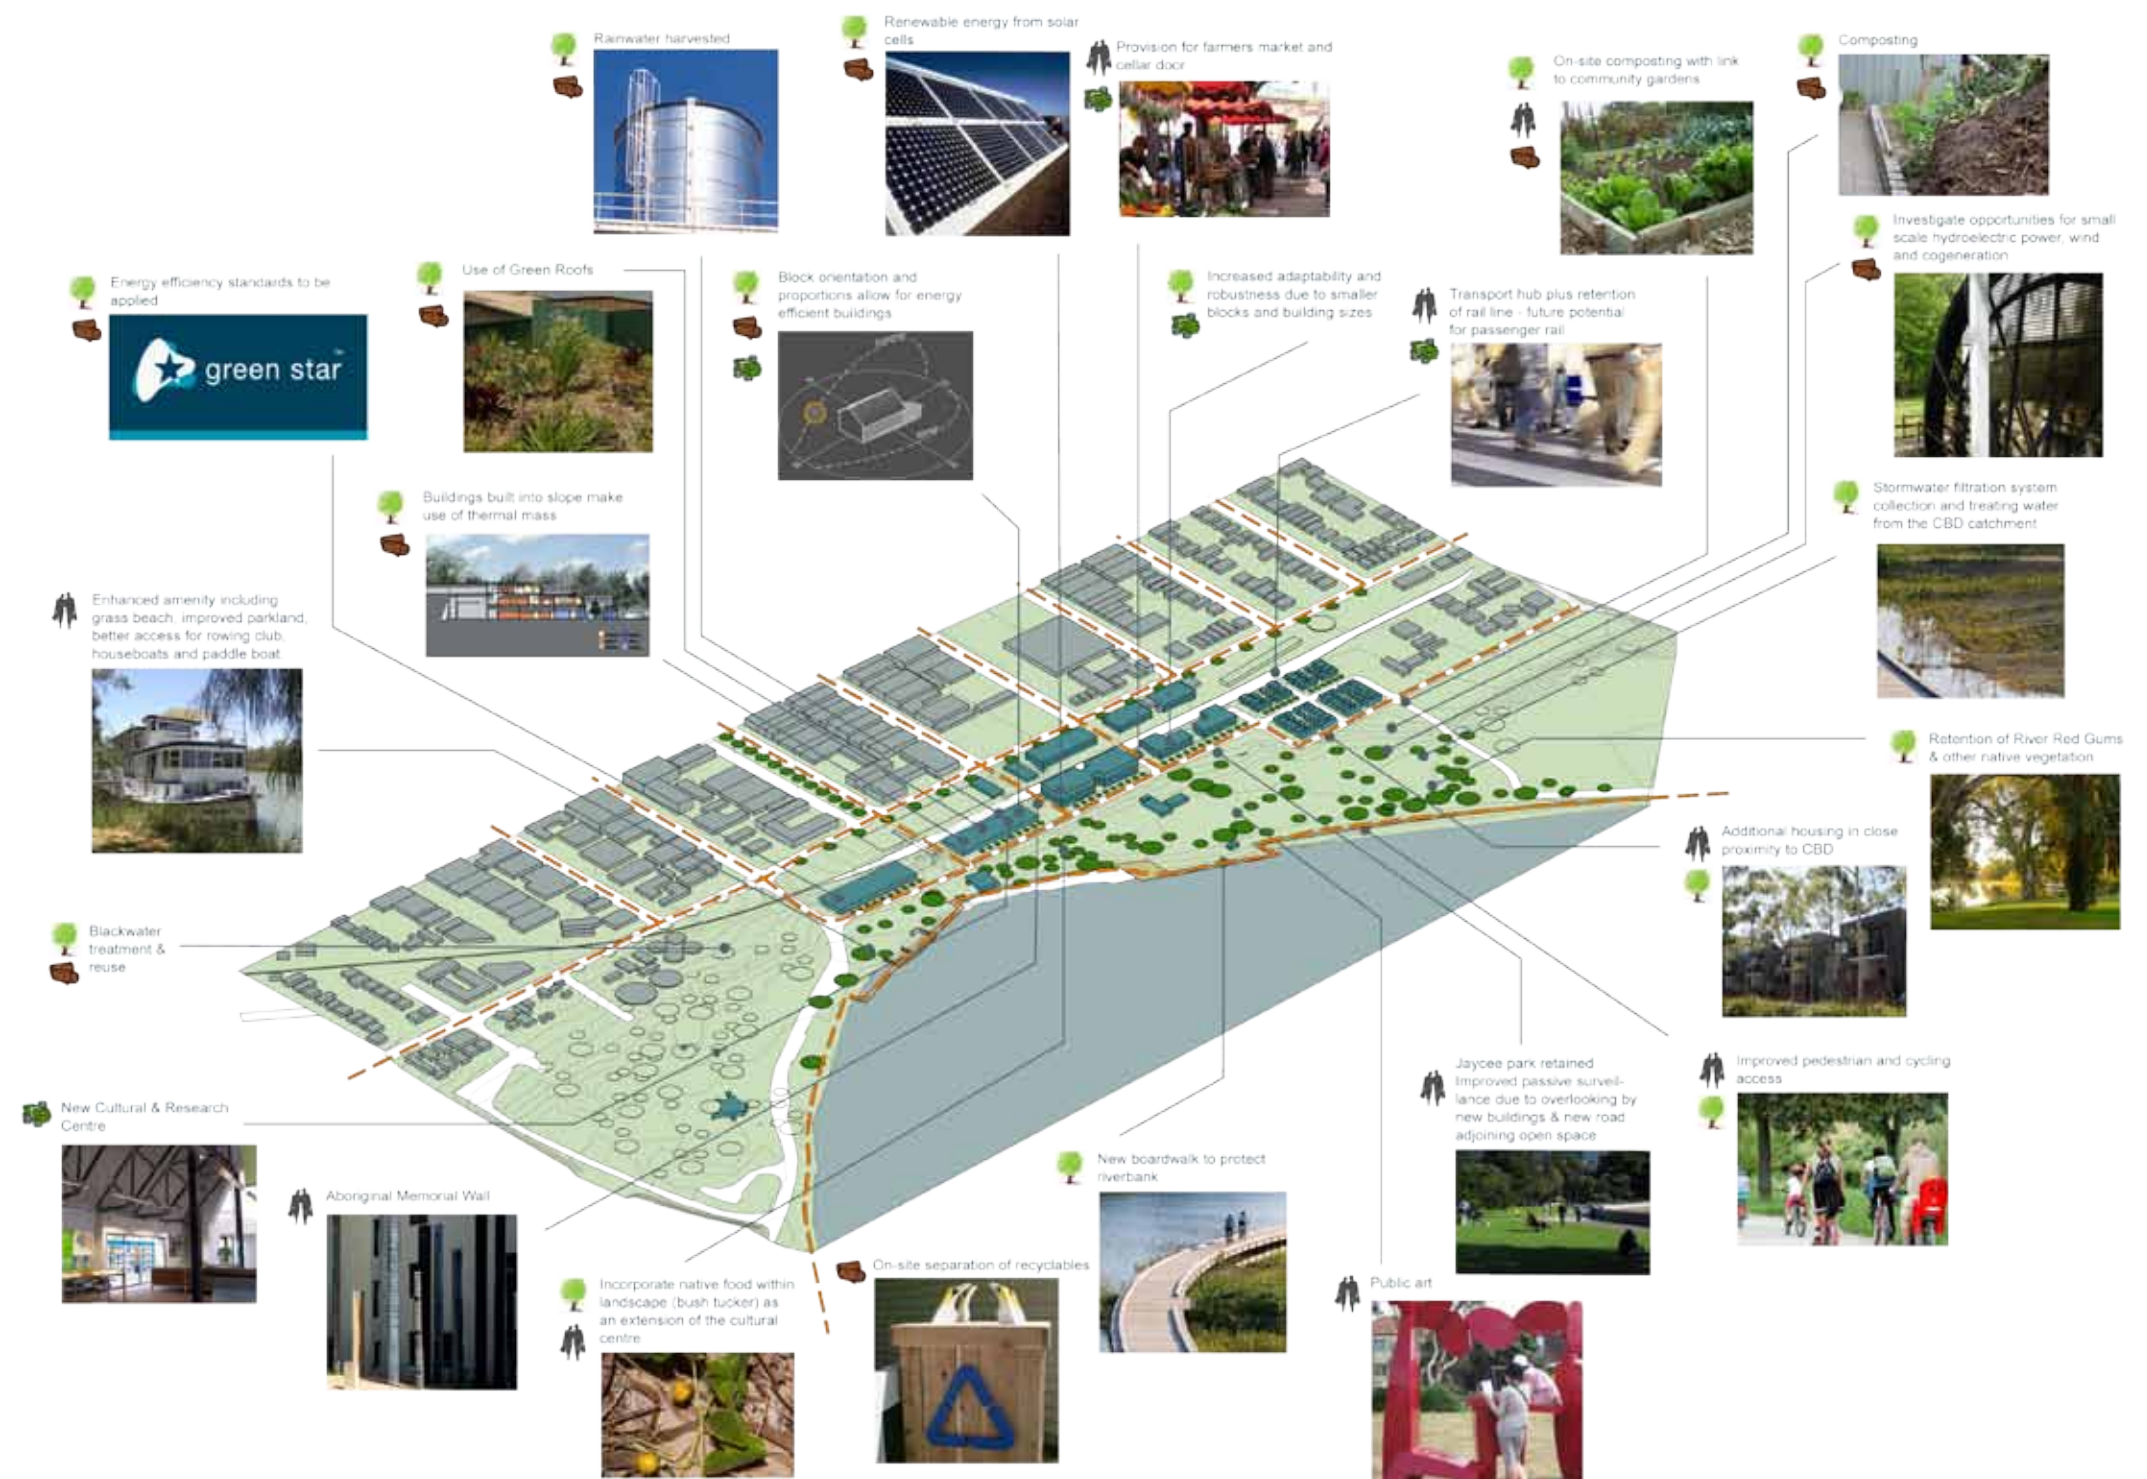 Rainwater harvested
Renewable energy from solar
cells
Provision for farmers market and
cellar door
On-site composting with link
to community gardens
Composting
Investigate opportunities for small
scale hydroelectric power, wind
and cogeneration
Energy efficiency standards to be
applied
green star
Use of Green Roofs
Block orientation and
proportions allow for energy
efficient buildings
Increased adaptability and
robustness due to smaller
blocks and building sizes
Transport hub plus retention
of rail line - future potential
for passenger rail
Buildings built into slope make
use of thermal mass
Stormwater filtration system
collection and treating water
from the CBD catchment
Enhanced amenity including
grass beach, improved parkland,
better access for rowing club,
houseboats and paddle boat.
Retention of River Red Gums
& other native vegetation
Additional housing in close
proximity to CBD
Blackwater
treatment &
reuse
Jaycee park retained
Improved passive surveil-
lance due to overlooking by
new buildings & new road
adjoining open space
Improved pedestrian and cycling
access
New Cultural & Research
Centre
New boardwalk to protect
riverbank
Aboriginal Memorial Wall
On-site separation of recyclables
Incorporate native food within
landscape (bush tucker) as
an extension of the cultural
centre
Public art